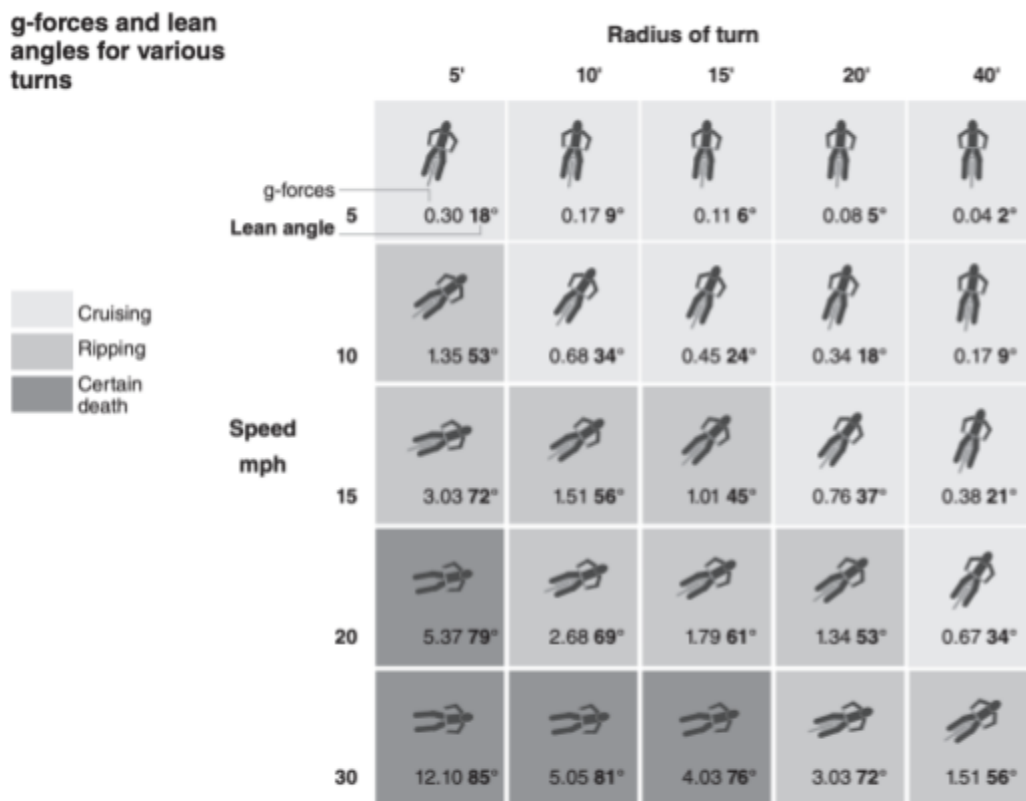 g-forces and lean
angles for various
turns
Radius of turn
5' 10' 15' 20' 40'
g-forces
5 0.30 18° 0.17 9° 0.11 6° 0.08 5° 0.04 2°
Lean angle
Cruising
Ripping
10 1.35 53° 0.68 34° 0.45 24° 0.34 18° 0.17 9°
Certain
death
Speed
mph
15 3.03 72° 1.51 56° 1.01 45° 0.76 37° 0.38 21°
20 5.37 79° 2.68 69° 1.79 61° 1.34 53° 0.67 34°
30 12.10 85° 5.05 81° 4.03 76° 3.03 72° 1.51 56°